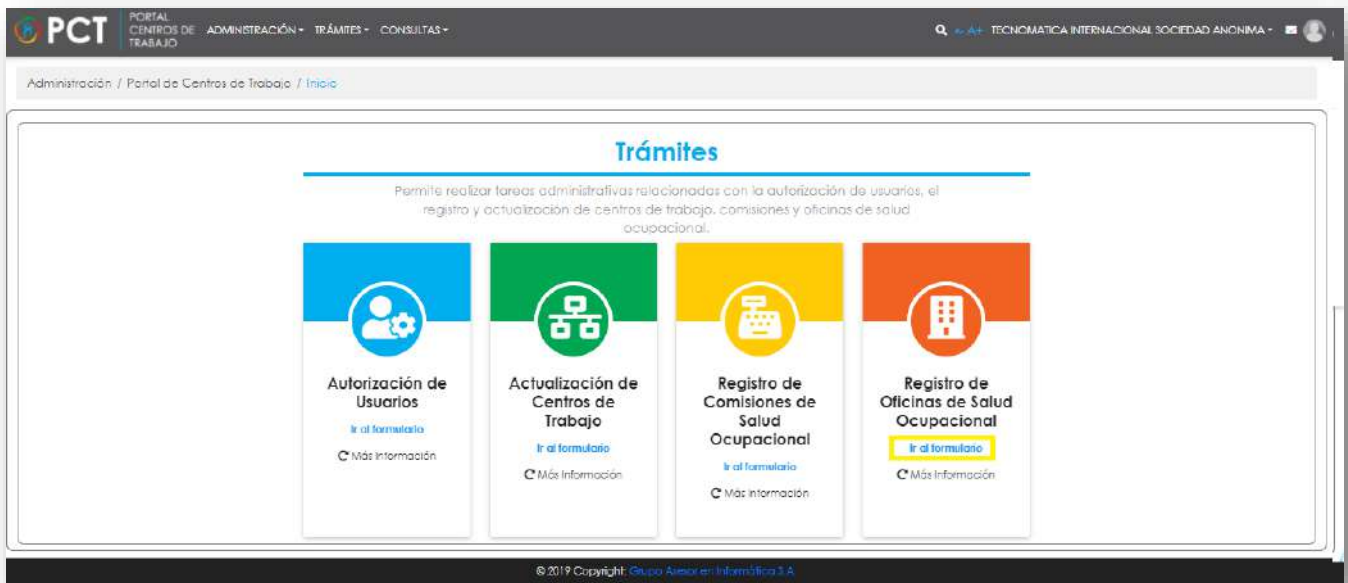 PCT
PORTAL
CENTROS DE
TRABAJO
ADMINISTRACIÓN TRÁMITES CONSULTAS
A- A+ TECNOMATICA INTERNACIONAL SOCIEDAD ANONIMA
Administración / Portal de Centros de Trabajo / Inicio
Trámites
Permite realizar tareas administrativas relacionadas con la autorización de usuarios, el
registro y actualización de centros de trabajo, comisiones y oficinas de salud
ocupacional.
Autorización de
Usuarios
Ir al formulario
Más Información
Actualización de
Centros de
Trabajo
Ir al formulario
Más Información
Registro de
Comisiones de
Salud
Ocupacional
Ir al formulario
Más Información
Registro de
Oficinas de Salud
Ocupacional
Ir al formulario
Más Información
© 2019 Copyright: Grupo Asesor en Informática S.A.